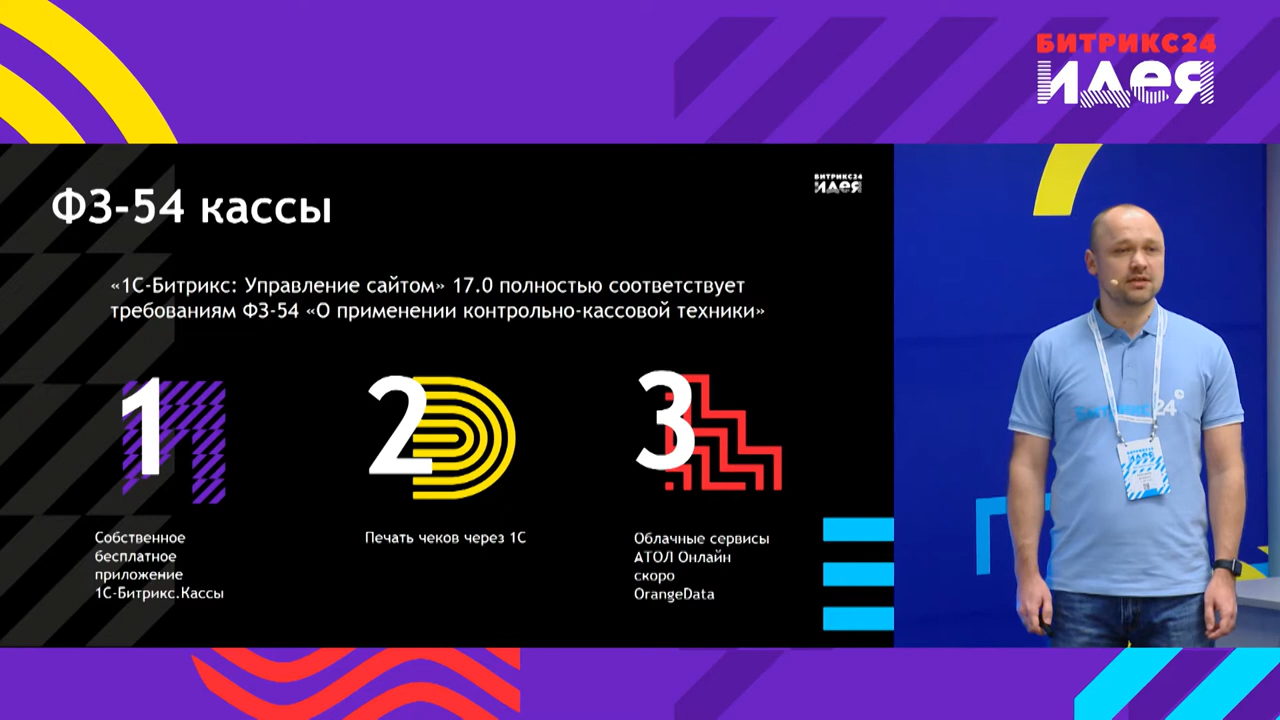 БИТРИКС24
идея
ФЗ-54 кассы
БИТРИКС24
идея
«1С-Битрикс: Управление сайтом» 17.0 полностью соответствует
требованиям ФЗ-54 «О применении контрольно-кассовой техники»
1
2
3
Собственное
бесплатное
приложение
1С-Битрикс.Кассы
Печать чеков через 1С
Облачные сервисы
АТОЛ Онлайн
скоро
OrangeData
БИТРИКС24
идея